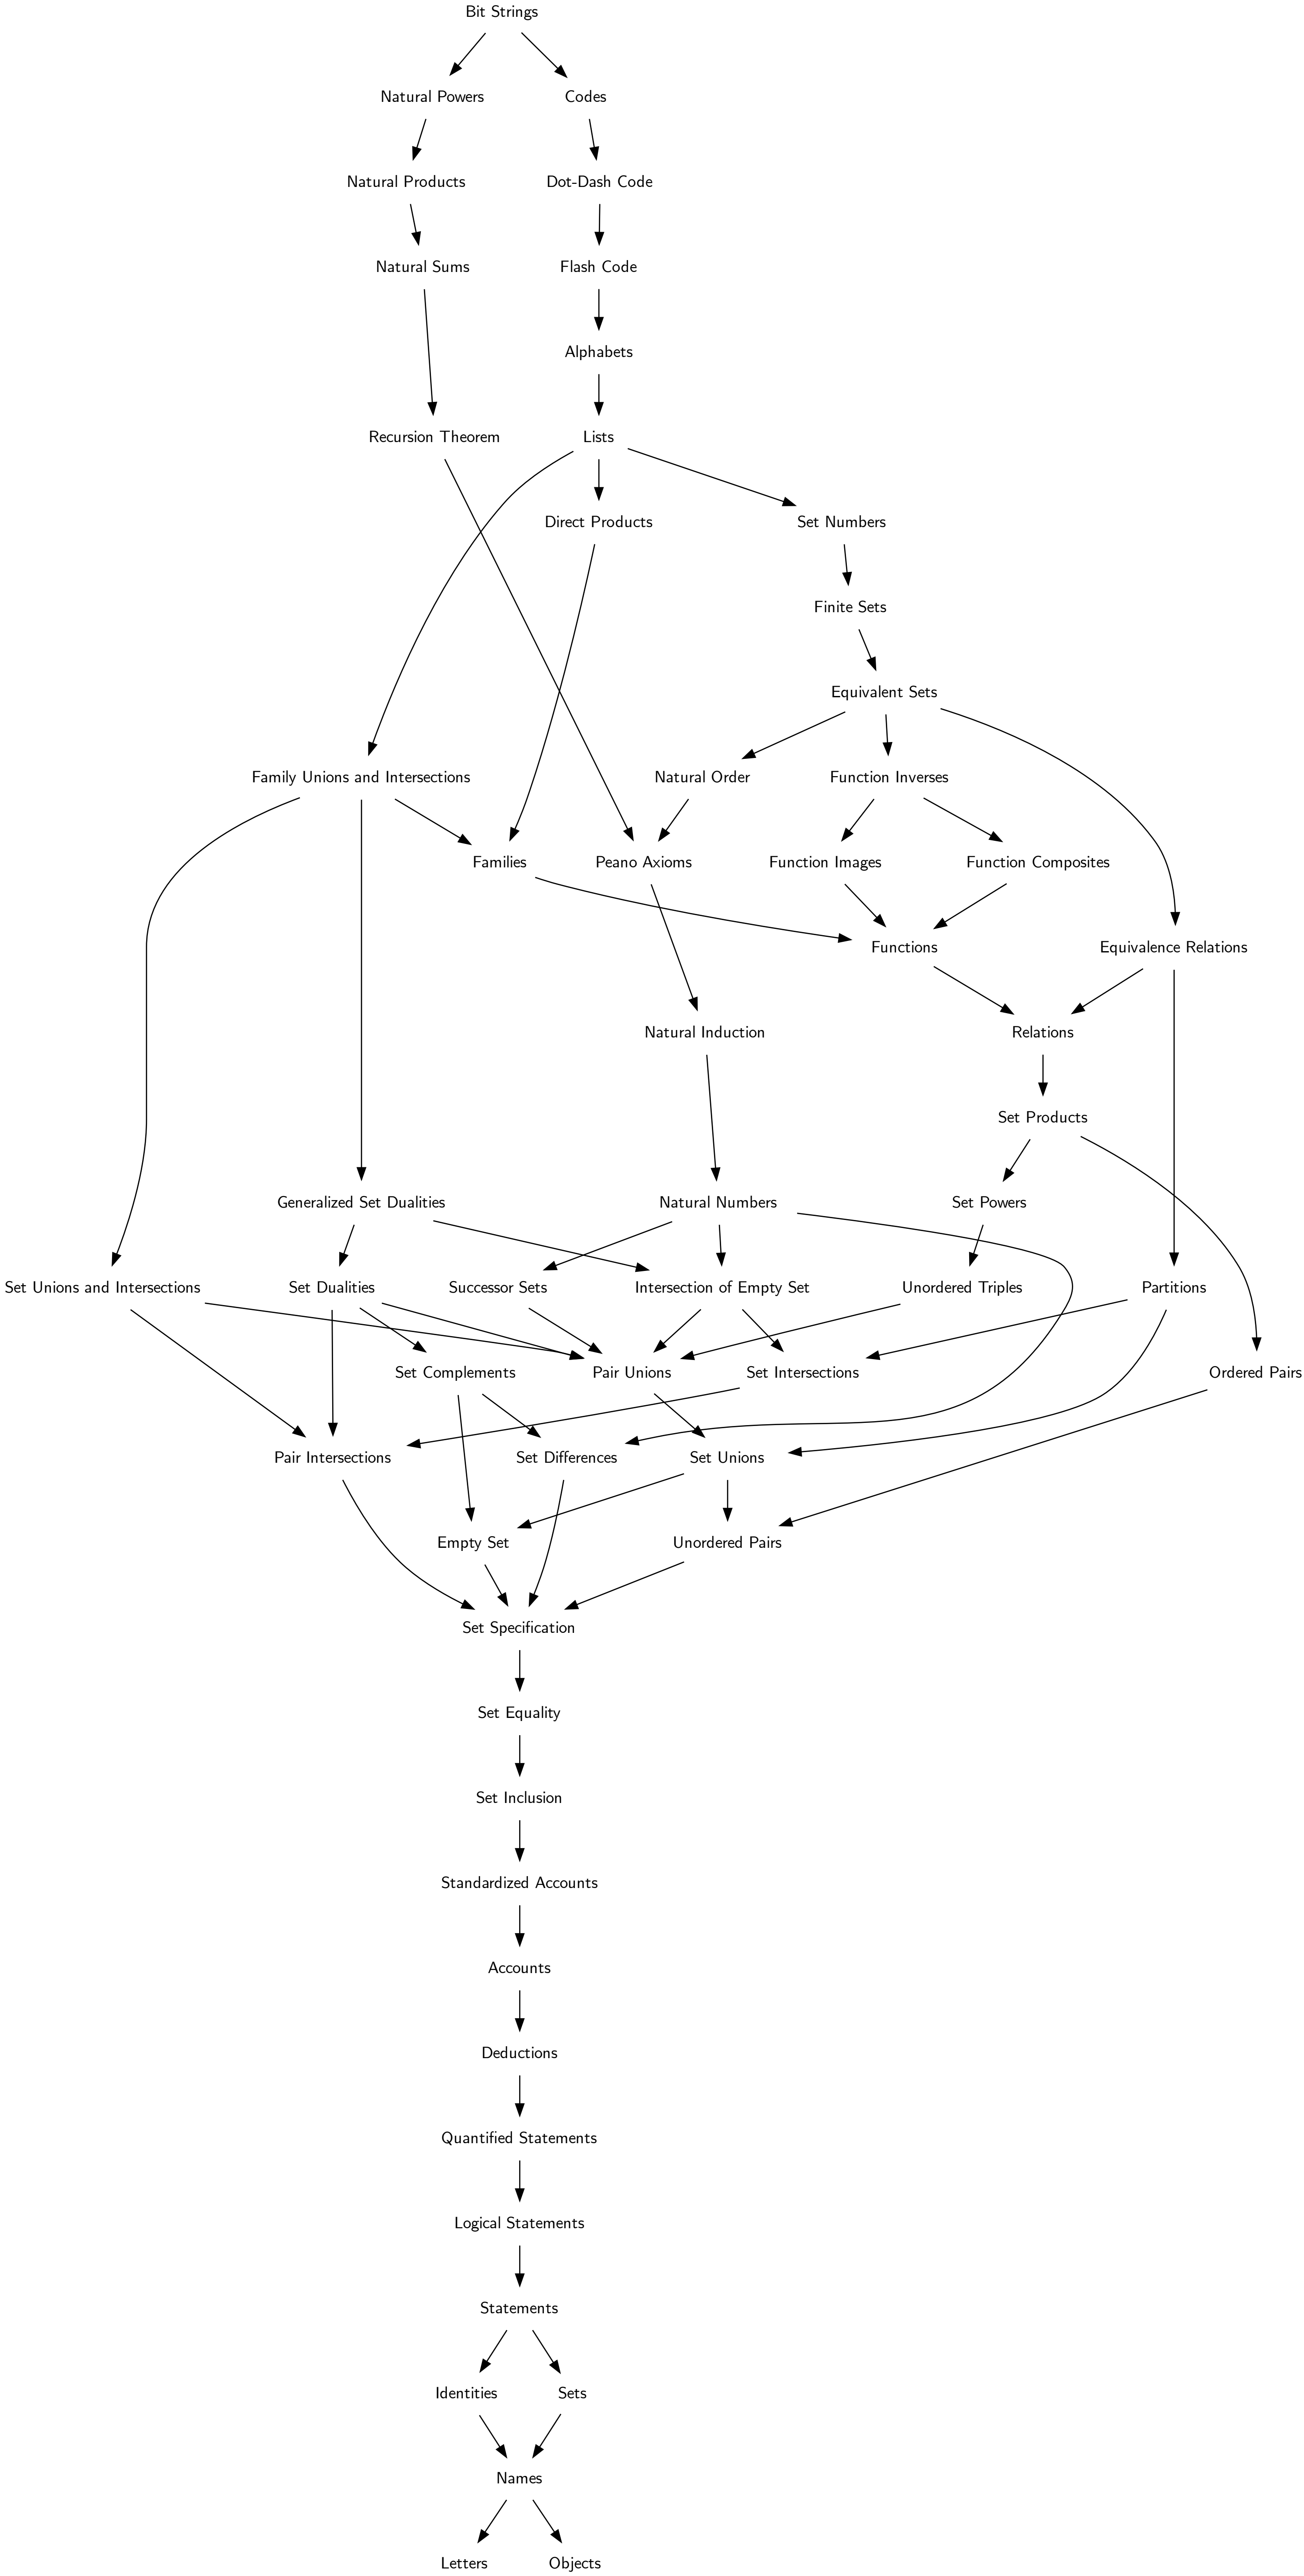 Bit Strings
Natural Powers
Codes
Natural Products
Dot-Dash Code
Natural Sums
Flash Code
Alphabets
Recursion Theorem
Lists
Direct Products
Set Numbers
Finite Sets
Equivalent Sets
Family Unions and Intersections
Natural Order
Function Inverses
Families
Peano Axioms
Function Images
Function Composites
Functions
Equivalence Relations
Natural Induction
Relations
Set Products
Generalized Set Dualities
Natural Numbers
Set Powers
Set Unions and Intersections
Set Dualities
Successor Sets
Intersection of Empty Set
Unordered Triples
Partitions
Set Complements
Pair Unions
Set Intersections
Ordered Pairs
Pair Intersections
Set Differences
Set Unions
Empty Set
Unordered Pairs
Set Specification
Set Equality
Set Inclusion
Standardized Accounts
Accounts
Deductions
Quantified Statements
Logical Statements
Statements
Identities
Sets
Names
Letters
Objects